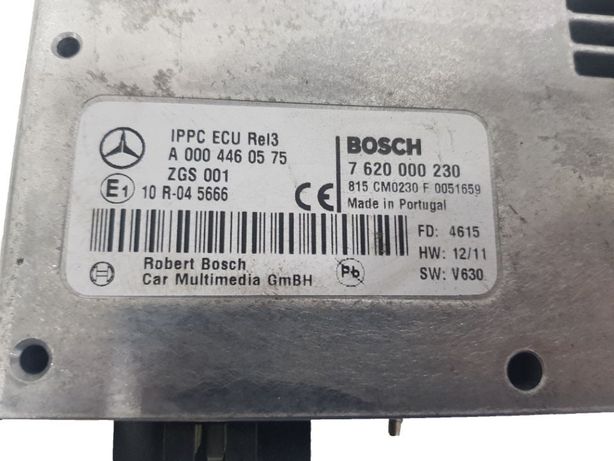 IPPC ECU Rel3
A 000 446 05 75
ZGS 001
E1 10 R-04 5666
BOSCH
7 620 000 230
815 CM0230 F 0051659
Made in Portugal
CE
FD: 4615
HW: 12/11
SW: V630
Robert Bosch
Car Multimedia GmBH
Pb